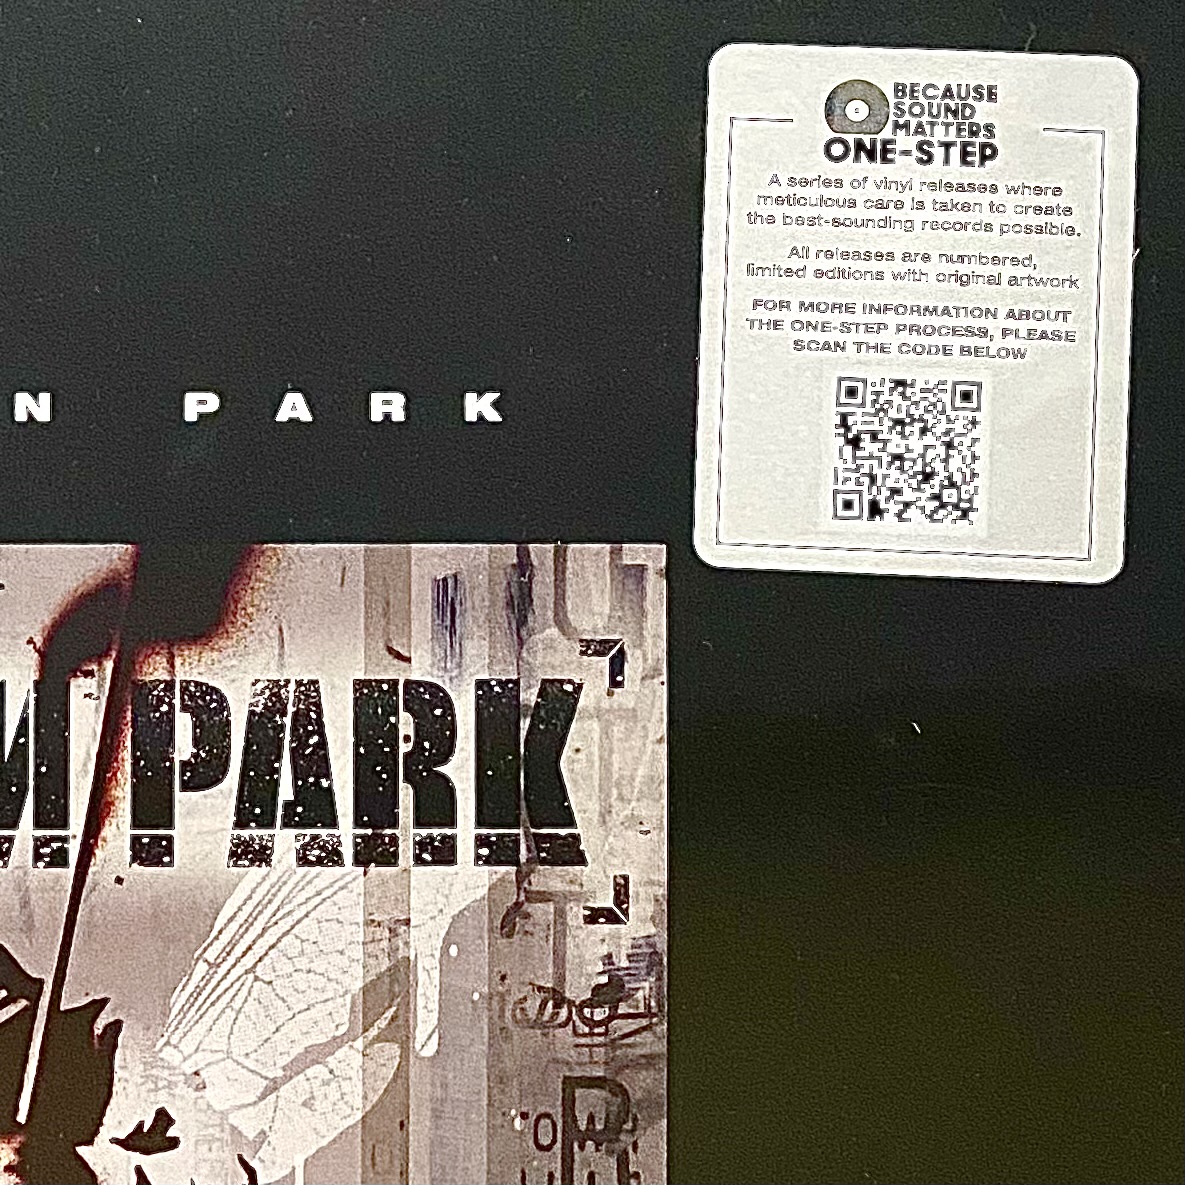 BECAUSE
SOUND
MATTERS
ONE-STEP
A series of vinyl releases where
meticulous care is taken to create
the best-sounding records possible.
All releases are numbered,
limited editions with original artwork
FOR MORE INFORMATION ABOUT
THE ONE-STEP PROCESS, PLEASE
SCAN THE CODE BELOW
N PARK
N PARK